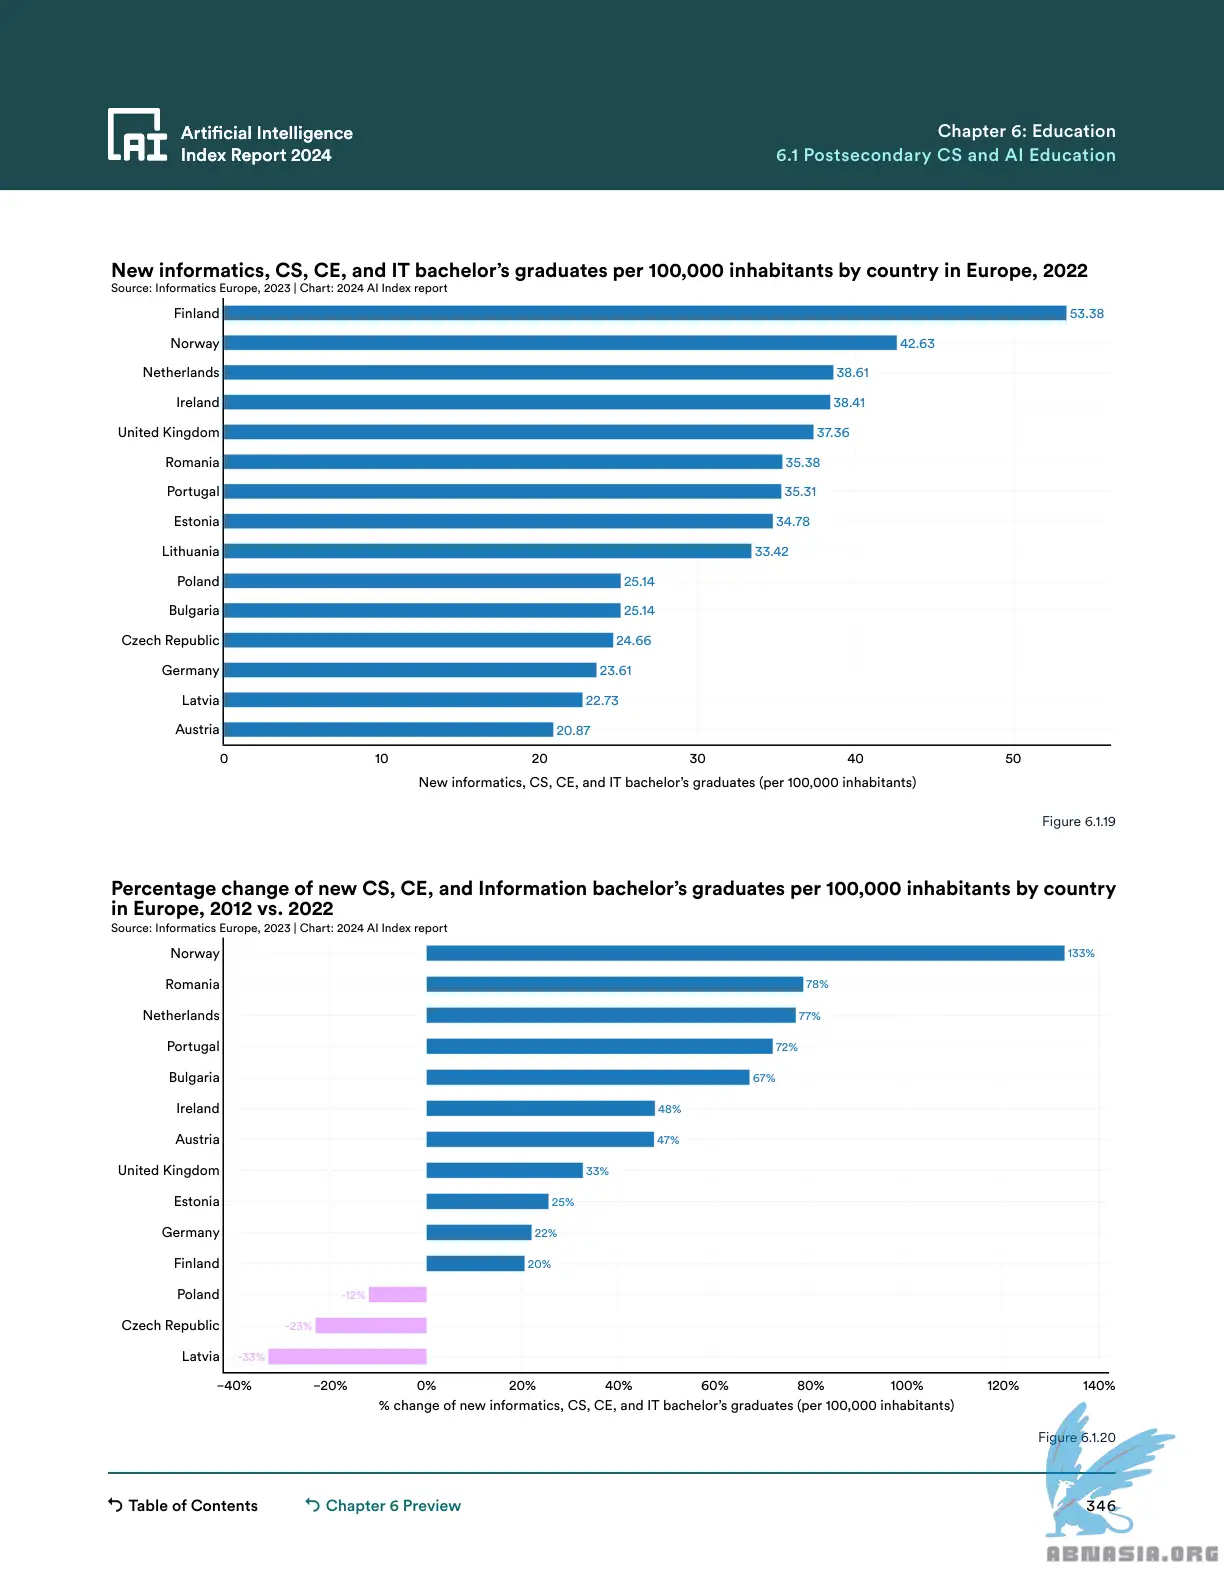 Artificial Intelligence
Index Report 2024
Chapter 6: Education
6.1 Postsecondary CS and AI Education
New informatics, CS, CE, and IT bachelor’s graduates per 100,000 inhabitants by country in Europe, 2022
Source: Informatics Europe, 2023 | Chart: 2024 AI Index report
Finland 53.38
Norway 42.63
Netherlands 38.61
Ireland 38.41
United Kingdom 37.36
Romania 35.38
Portugal 35.31
Estonia 34.78
Lithuania 33.42
Poland 25.14
Bulgaria 25.14
Czech Republic 24.66
Germany 23.61
Latvia 22.73
Austria 20.87
0 10 20 30 40 50
New informatics, CS, CE, and IT bachelor’s graduates (per 100,000 inhabitants)
Figure 6.1.19
Percentage change of new CS, CE, and Information bachelor’s graduates per 100,000 inhabitants by country
in Europe, 2012 vs. 2022
Source: Informatics Europe, 2023 | Chart: 2024 AI Index report
Norway 133%
Romania 78%
Netherlands 77%
Portugal 72%
Bulgaria 67%
Ireland 48%
Austria 47%
United Kingdom 33%
Estonia 25%
Germany 22%
Finland 20%
Poland -12%
Czech Republic -23%
Latvia -33%
−40% −20% 0% 20% 40% 60% 80% 100% 120% 140%
% change of new informatics, CS, CE, and IT bachelor’s graduates (per 100,000 inhabitants)
Figure 6.1.20
Table of Contents
Chapter 6 Preview
346
ABNASIA.ORG